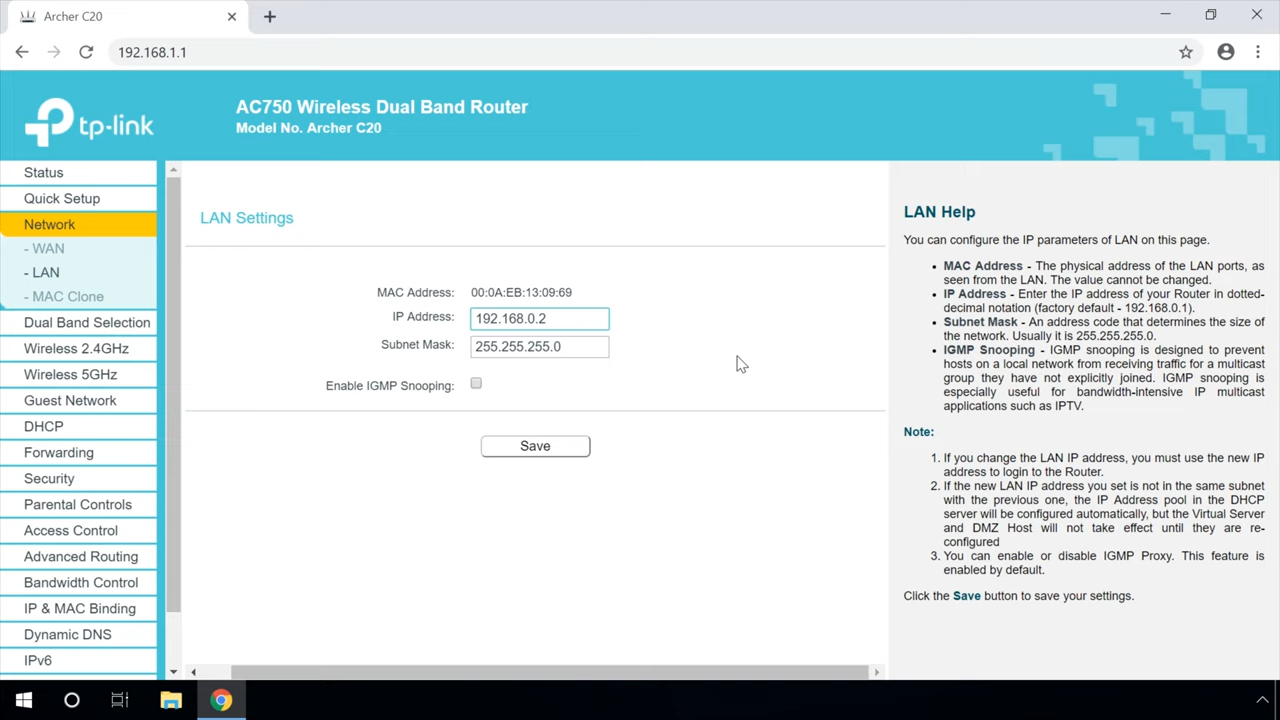 Archer C20
192.168.1.1
tp-link
AC750 Wireless Dual Band Router
Model No. Archer C20
Status
Quick Setup
Network
- WAN
- LAN
- MAC Clone
Dual Band Selection
Wireless 2.4GHz
Wireless 5GHz
Guest Network
DHCP
Forwarding
Security
Parental Controls
Access Control
Advanced Routing
Bandwidth Control
IP & MAC Binding
Dynamic DNS
IPv6
LAN Settings
MAC Address: 00:0A:EB:13:09:69
IP Address: 192.168.0.2
Subnet Mask: 255.255.255.0
Enable IGMP Snooping:
Save
LAN Help
You can configure the IP parameters of LAN on this page.
• MAC Address - The physical address of the LAN ports, as
seen from the LAN. The value cannot be changed.
• IP Address - Enter the IP address of your Router in dotted-
decimal notation (factory default - 192.168.0.1).
• Subnet Mask - An address code that determines the size of
the network. Usually it is 255.255.255.0.
• IGMP Snooping - IGMP snooping is designed to prevent
hosts on a local network from receiving traffic for a multicast
group they have not explicitly joined. IGMP snooping is
especially useful for bandwidth-intensive IP multicast
applications such as IPTV.
Note:
1. If you change the LAN IP address, you must use the new IP
address to login to the Router.
2. If the new LAN IP address you set is not in the same subnet
with the previous one, the IP Address pool in the DHCP
server will be configured automatically, but the Virtual Server
and DMZ Host will not take effect until they are re-
configured
3. You can enable or disable IGMP Proxy. This feature is
enabled by default.
Click the Save button to save your settings.